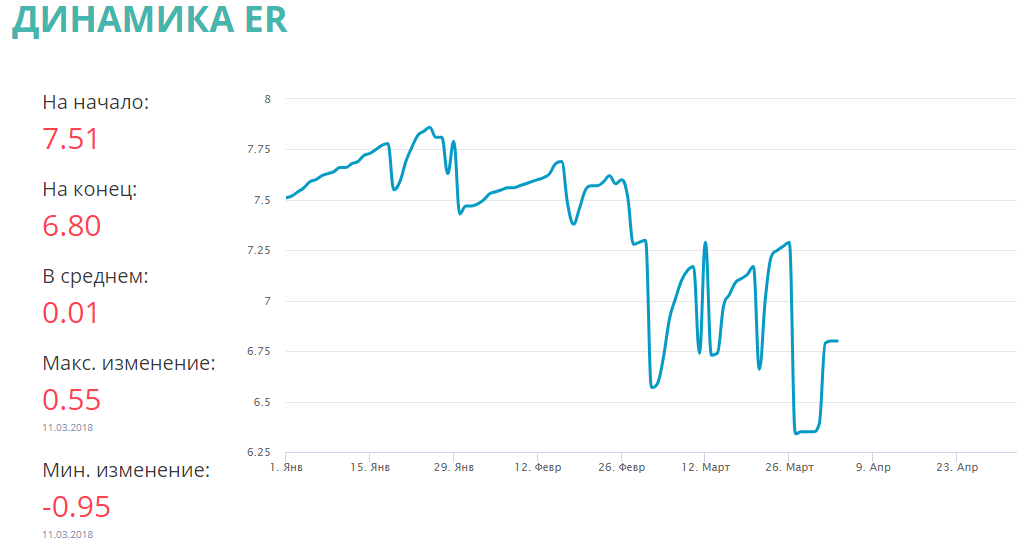 ДИНАМИКА ER
На начало:
7.51
На конец:
6.80
В среднем:
0.01
Макс. изменение:
0.55
11.03.2018
Мин. изменение:
-0.95
11.03.2018
8
7.75
7.5
7.25
7
6.75
6.5
6.25
1. Янв 15. Янв 29. Янв 12. Февр 26. Февр 12. Март 26. Март 9. Апр 23. Апр